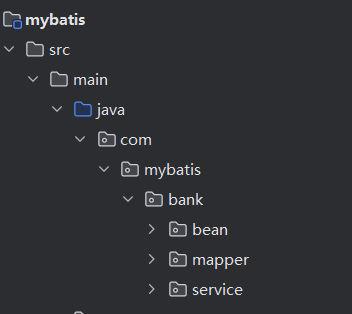 mybatis
src
main
java
com
mybatis
bank
bean
mapper
service